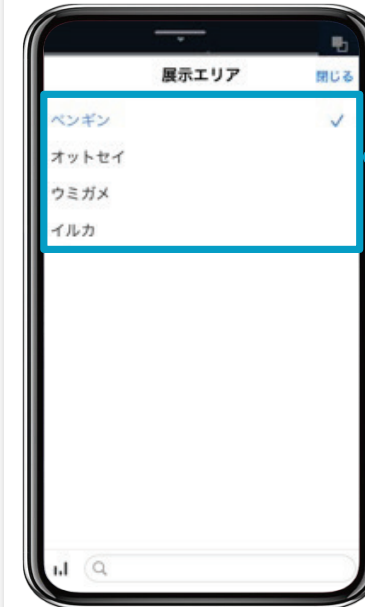 展示エリア 閉じる
ペンギン
オットセイ
ウミガメ
イルカ